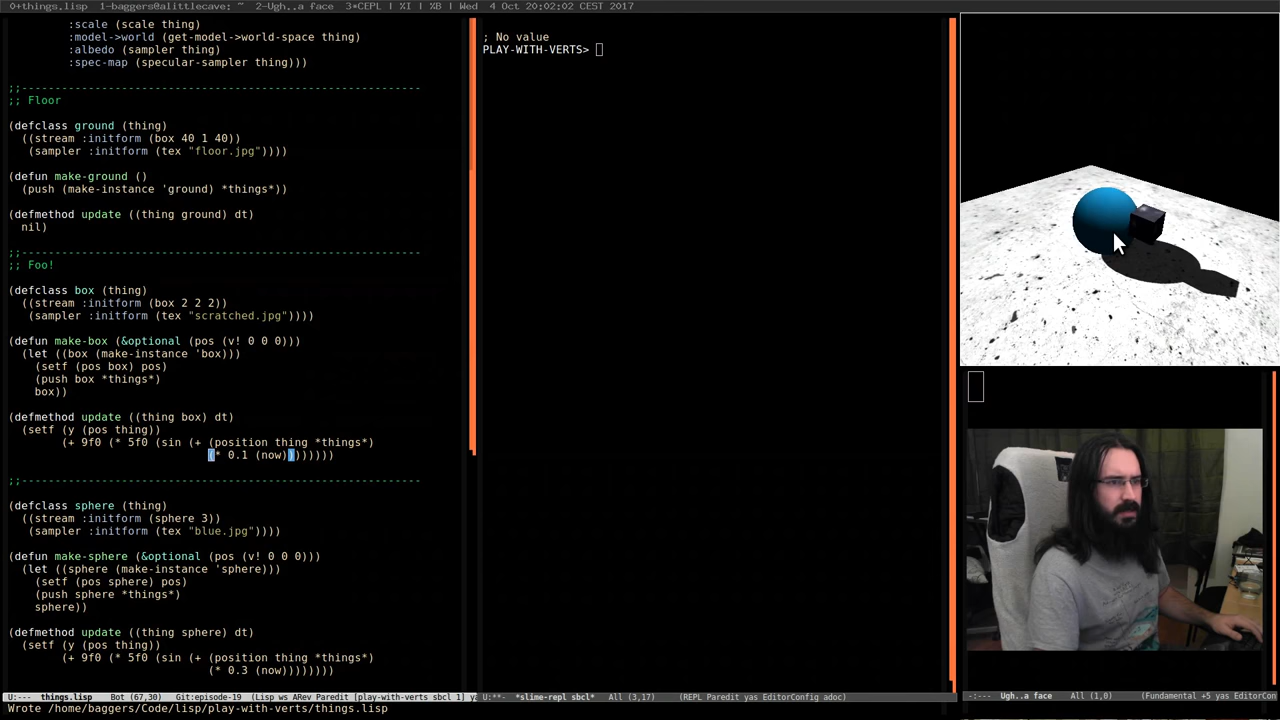 0+things.lisp  1-baggers@alittlecave: ~  2-Ugh..a face  3*CEPL | XI | XB | Wed  4 Oct 20:02:02 CEST 2017
:scale (scale thing)
:model->world (get-model->world-space thing)
:albedo (sampler thing)
:spec-map (specular-sampler thing)))
;;---------------------------------------------------------------
;; Floor
(defclass ground (thing)
((stream :initform (box 40 1 40))
(sampler :initform (tex "floor.jpg"))))
(defun make-ground ()
(push (make-instance 'ground) *things*))
(defmethod update ((thing ground) dt)
nil)
;;---------------------------------------------------------------
;; Foo!
(defclass box (thing)
((stream :initform (box 2 2 2))
(sampler :initform (tex "scratched.jpg"))))
(defun make-box (&optional (pos (v! 0 0 0)))
(let ((box (make-instance 'box)))
(setf (pos box) pos)
(push box *things*)
box))
(defmethod update ((thing box) dt)
(setf (y (pos thing))
(+ 9f0 (* 5f0 (sin (+ (position thing *things*)
(* 0.1 (now))))))))
;;---------------------------------------------------------------
(defclass sphere (thing)
((stream :initform (sphere 3))
(sampler :initform (tex "blue.jpg"))))
(defun make-sphere (&optional (pos (v! 0 0 0)))
(let ((sphere (make-instance 'sphere)))
(setf (pos sphere) pos)
(push sphere *things*)
sphere))
(defmethod update ((thing sphere) dt)
(setf (y (pos thing))
(+ 9f0 (* 5f0 (sin (+ (position thing *things*)
(* 0.3 (now))))))))
U:---  things.lisp    Bot (67,30)   Git:episode-19  (Lisp ws ARev Paredit [play-with-verts sbcl 1] ya
Wrote /home/baggers/Code/lisp/play-with-verts/things.lisp
; No value
PLAY-WITH-VERTS>
U:**-  *slime-repl sbcl*   All (3,17)     (REPL Paredit yas EditorConfig adoc)
-:---  Ugh..a face    All (1,0)     (Fundamental +5 yas EditorCon